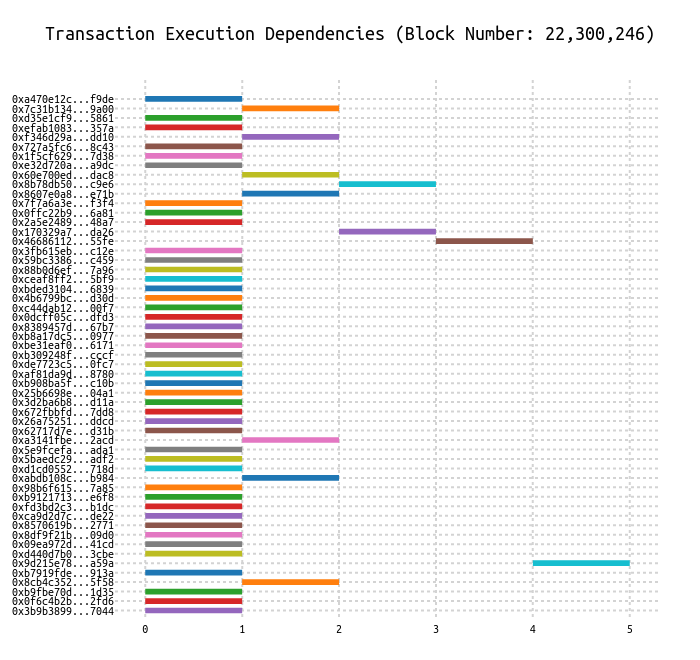 Transaction Execution Dependencies (Block Number: 22,300,246)
0xa470e12c...f9de
0x7c31b134...9a00
0xd35e1cf9...5861
0xefab1083...357a
0xf346d29a...dd10
0x727a5fc6...8c43
0x1f5cf629...7d38
0xe32d720a...a9dc
0x60e700ed...dac8
0x8b78db50...c9e6
0x8607e0a8...e71b
0x7f7a6a3e...f3f4
0x0ffc22b9...6a81
0x2a5e2489...48a7
0x170329a7...da26
0x46686112...55fe
0x3fb615eb...c12e
0x59bc3386...c459
0x88b0d6ef...7a96
0xceaf8ff2...5bf9
0xbded3104...6839
0x4b6799bc...d30d
0xc44dab12...00f7
0x0dcff05c...dfd3
0x8389457d...67b7
0xb8a17dc5...0977
0xbe31eaf0...6171
0xb309248f...cccf
0xde7723c5...0fc7
0xaf81da9d...8780
0xb908ba5f...c10b
0x25b6698e...04a1
0x3d2ba6b8...d11a
0x672fbbfd...7dd8
0x26a75251...ddcd
0x62717d7e...d31b
0xa3141fbe...2acd
0x5e9fcefa...ada1
0x5baedc29...adf2
0xd1cd0552...718d
0xabdb108c...b984
0x98b6f615...7a85
0xb9121713...e6f8
0xfd3bd2c3...b1dc
0xca9d2d7c...de22
0x8570619b...2771
0x8df9f21b...09d0
0x09ea972d...41cd
0xd440d7b0...3cbe
0x9d215e78...a59a
0xb7919fde...913a
0x8cb4c352...5f58
0xb9fbe70d...1d35
0x0f6c4b2b...2fd6
0x3b9b3899...7044
0 1 2 3 4 5